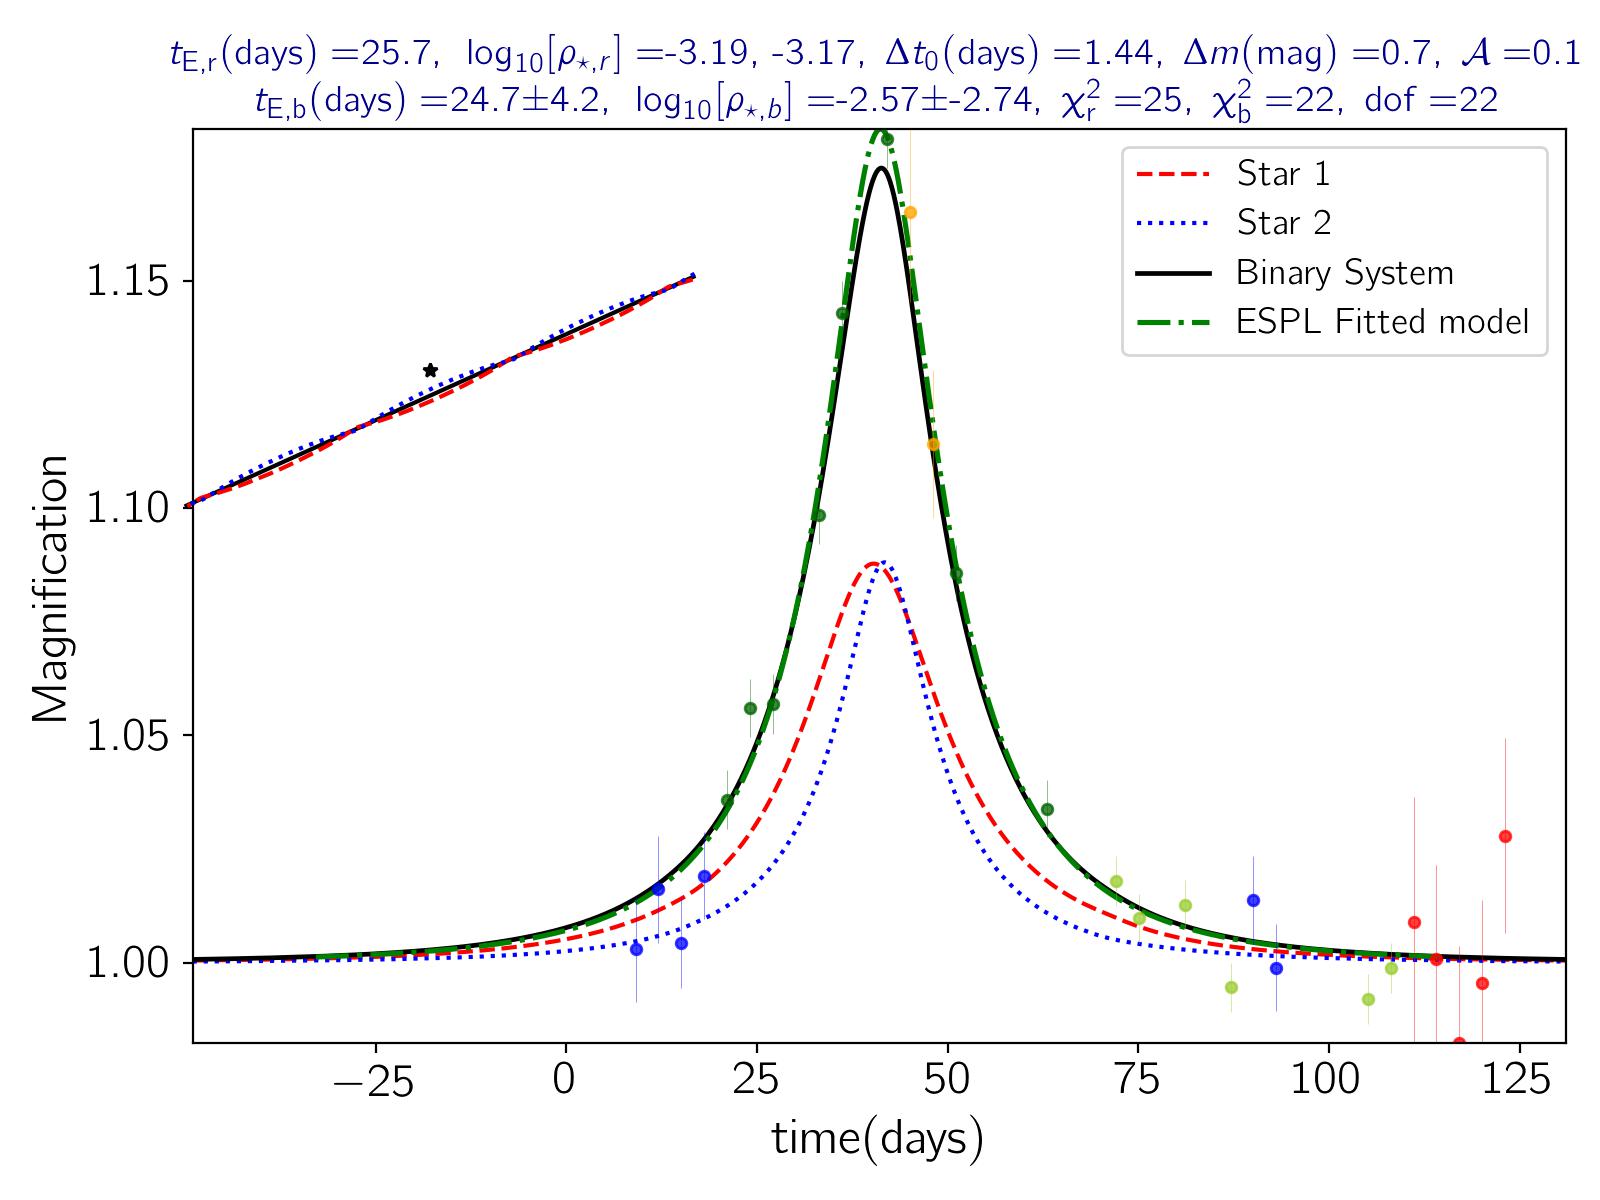 t_E,r(days) =25.7, log10[ρ⋆,r] =-3.19, -3.17, Δt0(days) =1.44, Δm(mag) =0.7, 𝒜 =0.1
t_E,b(days) =24.7±4.2, log10[ρ⋆,b] =-2.57±-2.74, χ²_r =25, χ²_b =22, dof =22
Star 1
Star 2
Binary System
ESPL Fitted model
1.15
1.10
1.05
1.00
Magnification
−25 0 25 50 75 100 125
time(days)